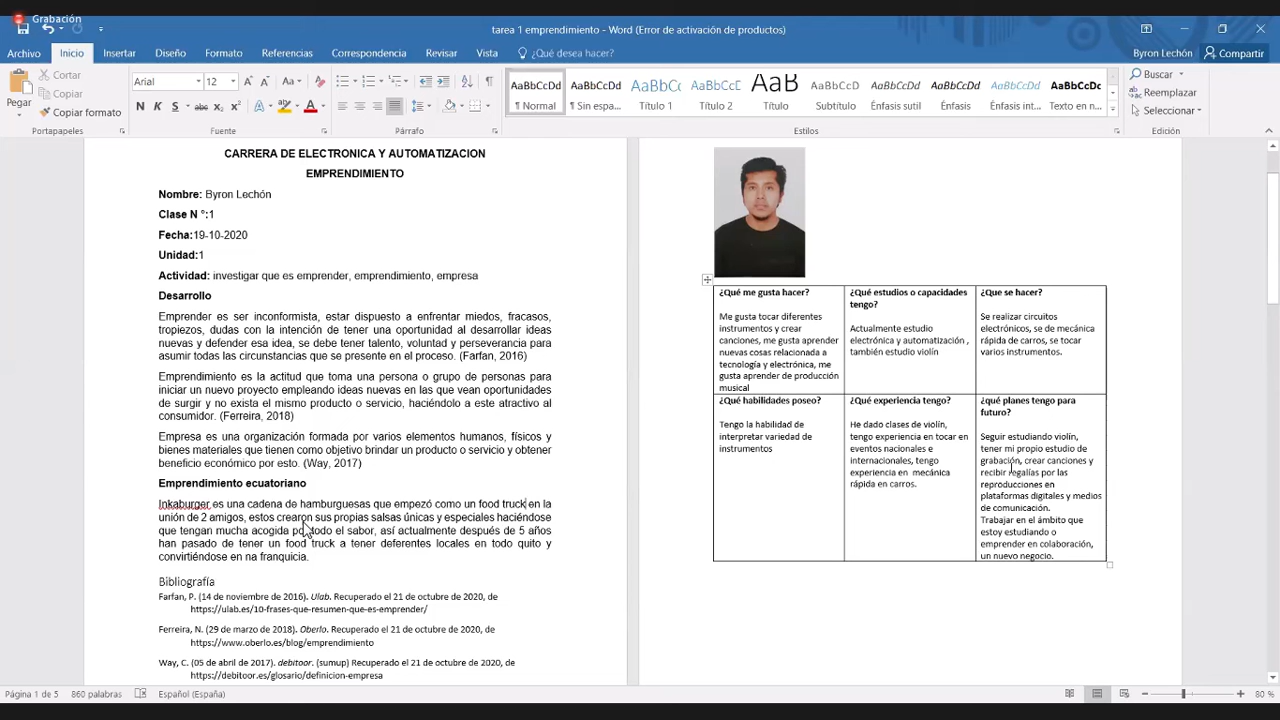 Grabación
tarea 1 emprendimiento - Word (Error de activación de productos)
Archivo Inicio Insertar Diseño Formato Referencias Correspondencia Revisar Vista ¿Qué desea hacer? Byron Lechón Compartir
Pegar
Cortar
Copiar
Copiar formato
Arial 12
Aa
N K S abc x₂ x²
AaBbCcDd AaBbCcDd AaBbCc AaBbCcD AaB AaBbCcD AaBbCcDd AaBbCcDd AaBbCcDd AaBbCcDc
¶ Normal ¶ Sin espa... Título 1 Título 2 Título Subtítulo Énfasis sutil Énfasis Énfasis int... Texto en n...
Buscar
Reemplazar
Seleccionar
Portapapeles Fuente Párrafo Estilos Edición
CARRERA DE ELECTRONICA Y AUTOMATIZACION
EMPRENDIMIENTO
Nombre: Byron Lechón
Clase N °:1
Fecha:19-10-2020
Unidad:1
Actividad: investigar que es emprender, emprendimiento, empresa
Desarrollo
Emprender es ser inconformista, estar dispuesto a enfrentar miedos, fracasos,
tropiezos, dudas con la intención de tener una oportunidad al desarrollar ideas
nuevas y defender esa idea, se debe tener talento, voluntad y perseverancia para
asumir todas las circunstancias que se presente en el proceso. (Farfan, 2016)
Emprendimiento es la actitud que toma una persona o grupo de personas para
iniciar un nuevo proyecto empleando ideas nuevas en las que vean oportunidades
de surgir y no exista el mismo producto o servicio, haciéndolo a este atractivo al
consumidor. (Ferreira, 2018)
Empresa es una organización formada por varios elementos humanos, físicos y
bienes materiales que tienen como objetivo brindar un producto o servicio y obtener
beneficio económico por esto. (Way, 2017)
Emprendimiento ecuatoriano
Inkaburger es una cadena de hamburguesas que empezó como un food truck en la
unión de 2 amigos, estos crearon sus propias salsas únicas y especiales haciéndose
que tengan mucha acogida por todo el sabor, así actualmente después de 5 años
han pasado de tener un food truck a tener deferentes locales en todo quito y
convirtiéndose en na franquicia.
Bibliografía
Farfan, P. (14 de noviembre de 2016). Ulab. Recuperado el 21 de octubre de 2020, de
https://ulab.es/10-frases-que-resumen-que-es-emprender/
Ferreira, N. (29 de marzo de 2018). Oberlo. Recuperado el 21 de octubre de 2020, de
https://www.oberlo.es/blog/emprendimiento
Way, C. (05 de abril de 2017). debitoor. (sumup) Recuperado el 21 de octubre de 2020, de
https://debitoor.es/glosario/definicion-empresa
¿Qué me gusta hacer?
Me gusta tocar diferentes
instrumentos y crear
canciones, me gusta aprender
nuevas cosas relacionada a
tecnología y electrónica, me
gusta aprender de producción
musical
¿Qué estudios o capacidades
tengo?
Actualmente estudio
electrónica y automatización ,
también estudio violín
¿Que se hacer?
Se realizar circuitos
electrónicos, se de mecánica
rápida de carros, se tocar
varios instrumentos.
¿Qué habilidades poseo?
Tengo la habilidad de
interpretar variedad de
instrumentos
¿Qué experiencia tengo?
He dado clases de violín,
tengo experiencia en tocar en
eventos nacionales e
internacionales, tengo
experiencia en mecánica
rápida en carros.
¿qué planes tengo para
futuro?
Seguir estudiando violín,
tener mi propio estudio de
grabación, crear canciones y
recibir regalías por las
reproducciones en
plataformas digitales y medios
de comunicación.
Trabajar en el ámbito que
estoy estudiando o
emprender en colaboración,
un nuevo negocio.
Página 1 de 5 860 palabras Español (España) 80 %